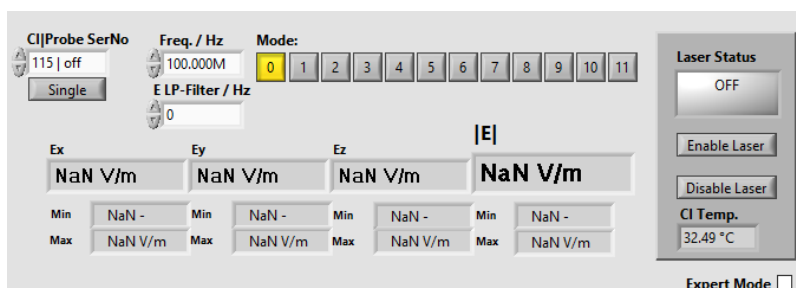 CI|Probe SerNo Freq. / Hz Mode:
115 | off 100.000M 0 1 2 3 4 5 6 7 8 9 10 11
Single E LP-Filter / Hz
0
Ex Ey Ez |E|
NaN V/m NaN V/m NaN V/m NaN V/m
Min NaN - Min NaN - Min NaN - Min NaN -
Max NaN V/m Max NaN V/m Max NaN V/m Max NaN V/m
Laser Status
OFF
Enable Laser
Disable Laser
CI Temp.
32.49 °C
Expert Mode